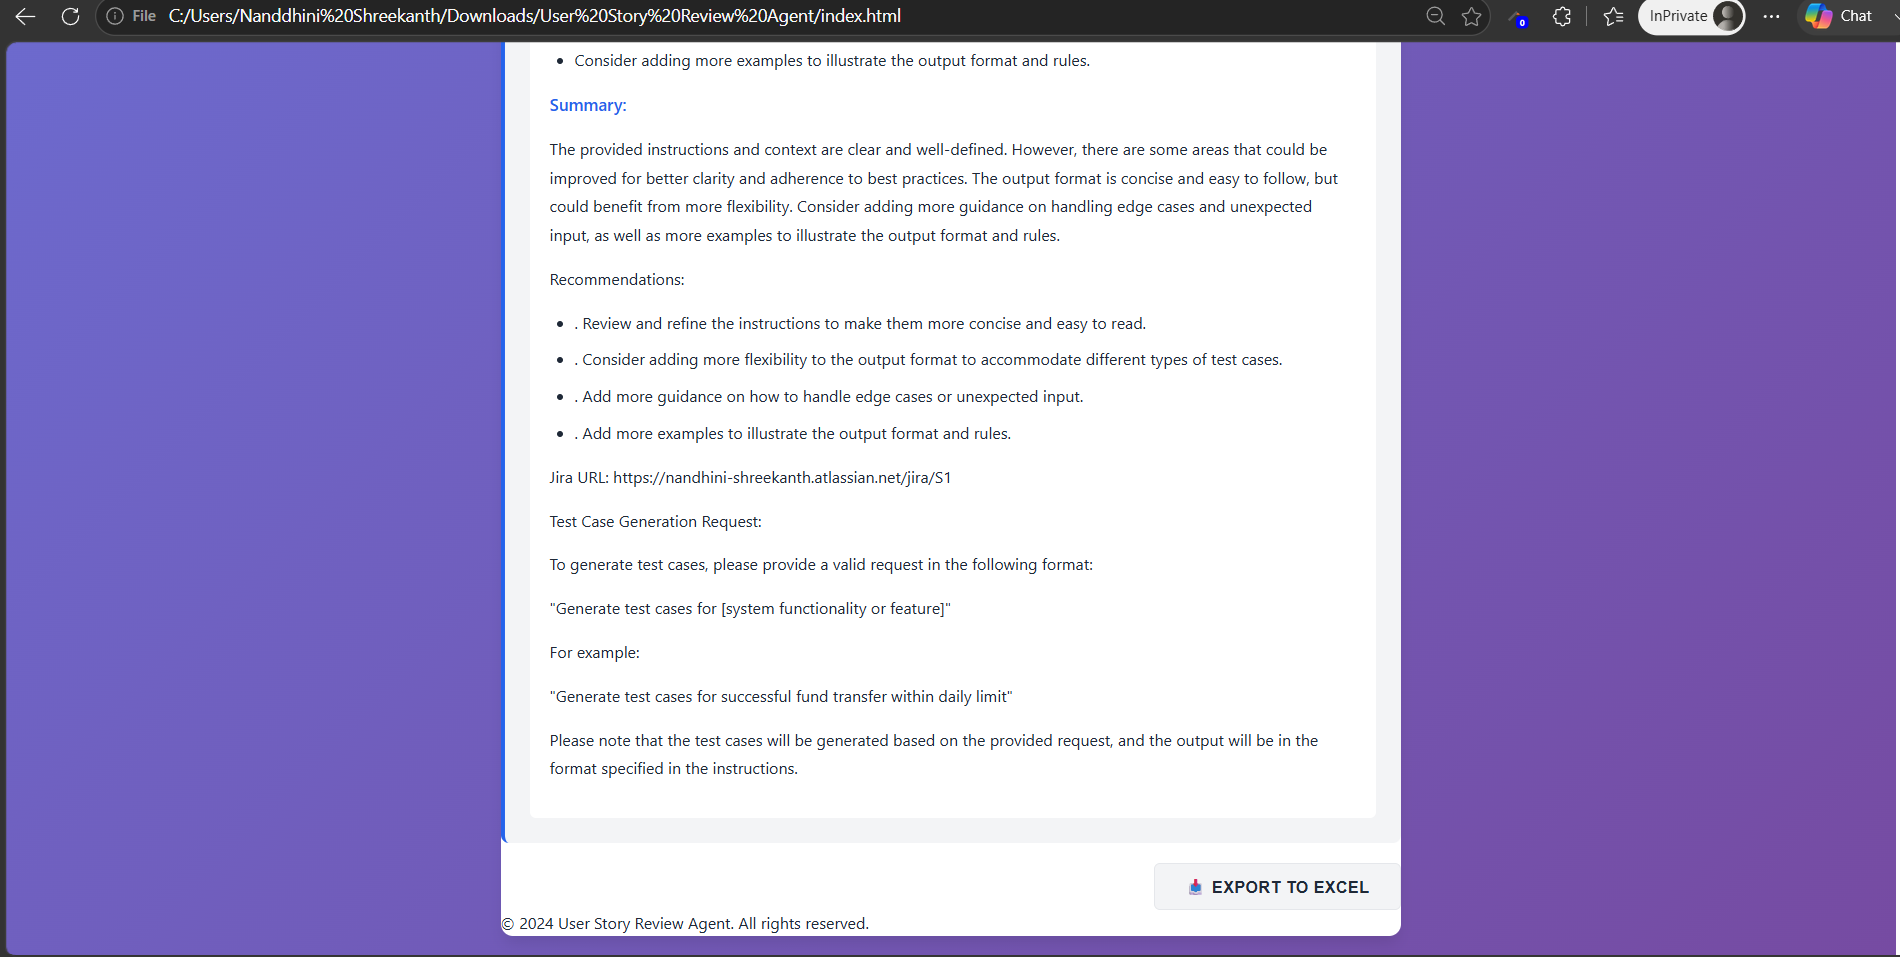 File C:/Users/Nanddhini%20Shreekanth/Downloads/User%20Story%20Review%20Agent/index.html
0
InPrivate
Chat
• Consider adding more examples to illustrate the output format and rules.
Summary:
The provided instructions and context are clear and well-defined. However, there are some areas that could be
improved for better clarity and adherence to best practices. The output format is concise and easy to follow, but
could benefit from more flexibility. Consider adding more guidance on handling edge cases and unexpected
input, as well as more examples to illustrate the output format and rules.
Recommendations:
• . Review and refine the instructions to make them more concise and easy to read.
• . Consider adding more flexibility to the output format to accommodate different types of test cases.
• . Add more guidance on how to handle edge cases or unexpected input.
• . Add more examples to illustrate the output format and rules.
Jira URL: https://nandhini-shreekanth.atlassian.net/jira/S1
Test Case Generation Request:
To generate test cases, please provide a valid request in the following format:
"Generate test cases for [system functionality or feature]"
For example:
"Generate test cases for successful fund transfer within daily limit"
Please note that the test cases will be generated based on the provided request, and the output will be in the
format specified in the instructions.
EXPORT TO EXCEL
© 2024 User Story Review Agent. All rights reserved.